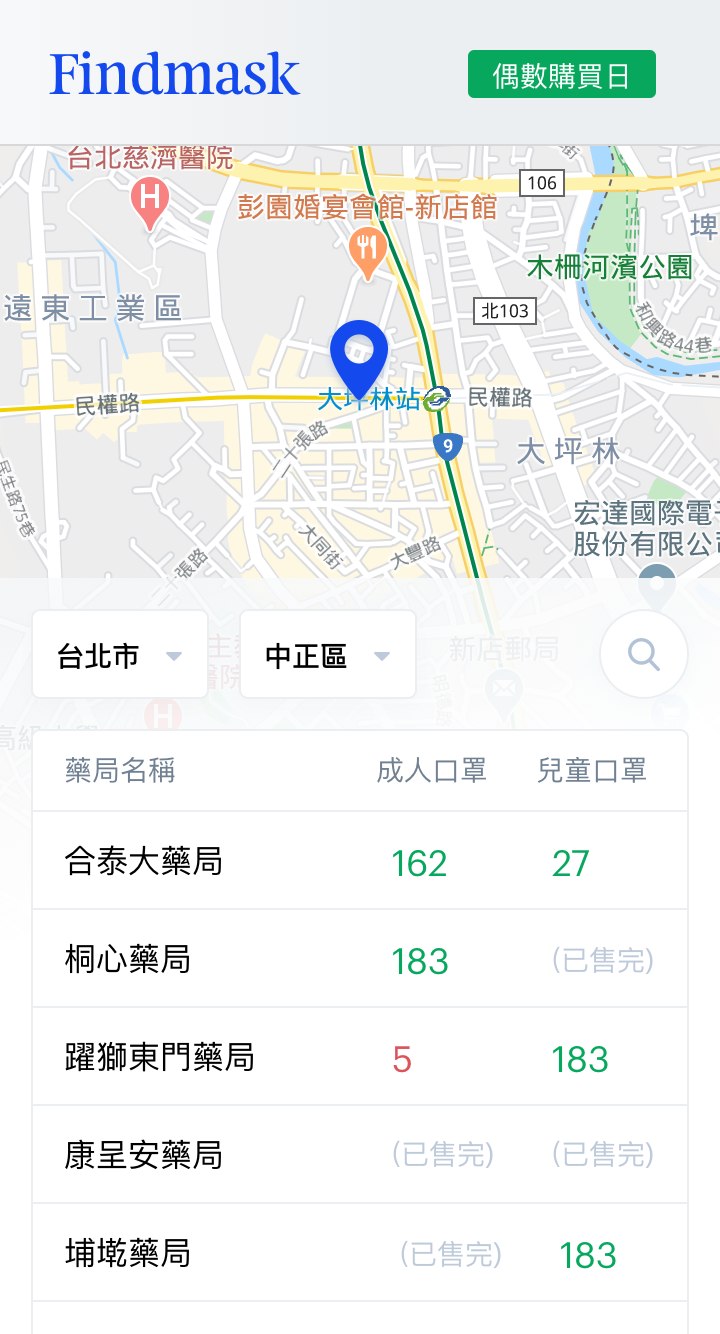 Findmask
偶數購買日
台北慈濟醫院
H
106
彭園婚宴會館-新店館
埤
木柵河濱公園
遠東工業區
北103
和興路44巷
大坪林站
民權路
民權路
9
大坪林
二十張路
民生路75巷
宏達國際電子
股份有限公司
大同街
大豐路
張路
台北市
中正區
新店郵局
醫院
H
高級
藥局名稱
成人口罩
兒童口罩
合泰大藥局
162
27
桐心藥局
183
(已售完)
躍獅東門藥局
5
183
康呈安藥局
(已售完)
(已售完)
埔墘藥局
(已售完)
183